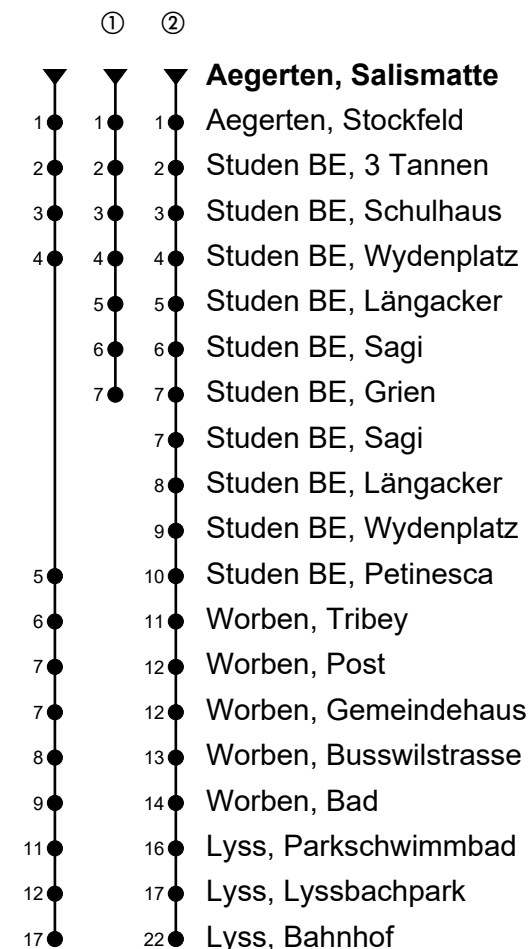 ① ②
Aegerten, Salismatte
1 1 1 Aegerten, Stockfeld
2 2 2 Studen BE, 3 Tannen
3 3 3 Studen BE, Schulhaus
4 4 4 Studen BE, Wydenplatz
5 5 Studen BE, Längacker
6 6 Studen BE, Sagi
7 7 Studen BE, Grien
7 Studen BE, Sagi
8 Studen BE, Längacker
9 Studen BE, Wydenplatz
5 10 Studen BE, Petinesca
6 11 Worben, Tribey
7 12 Worben, Post
7 12 Worben, Gemeindehaus
8 13 Worben, Busswilstrasse
9 14 Worben, Bad
11 16 Lyss, Parkschwimmbad
12 17 Lyss, Lyssbachpark
17 22 Lyss, Bahnhof